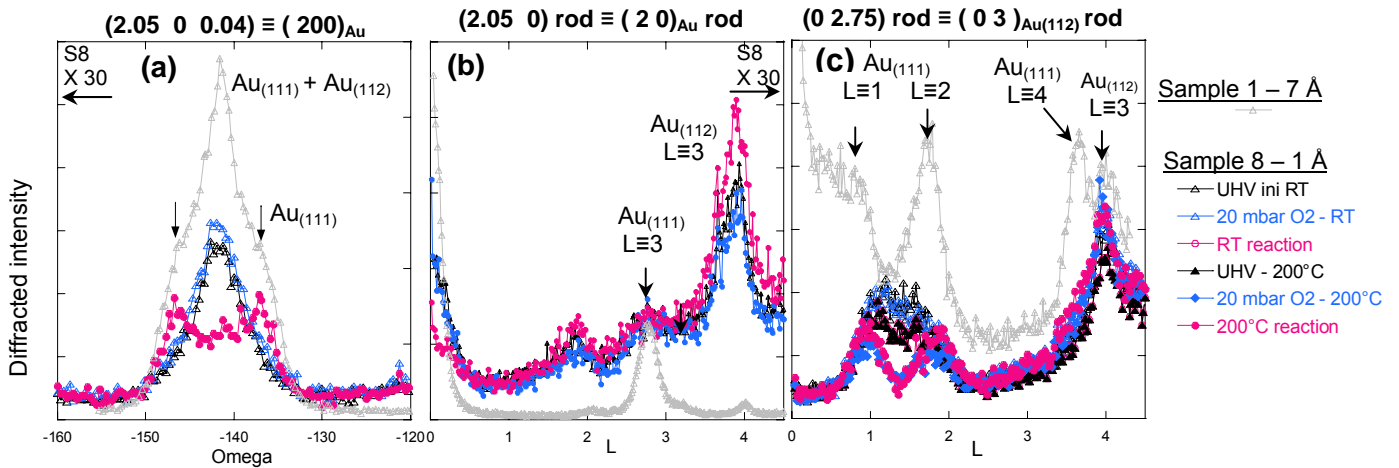 (2.05 0 0.04) ≡ ( 200)Au
(2.05 0) rod ≡ ( 2 0)Au rod
(0 2.75) rod ≡ ( 0 3 )Au(112) rod
S8
X 30
(a)
Au(111) + Au(112)
Au(111)
Diffracted intensity
-160
-150
-140
-130
-120
Omega
(b)
S8
X 30
Au(112)
L≡3
Au(111)
L≡3
0
1
2
3
4
L
(c)
Au(111)
L≡1
L≡2
Au(111)
L≡4
Au(112)
L≡3
0
1
2
3
4
L
Sample 1 – 7 Å
Sample 8 – 1 Å
UHV ini RT
20 mbar O2 - RT
RT reaction
UHV - 200°C
20 mbar O2 - 200°C
200°C reaction